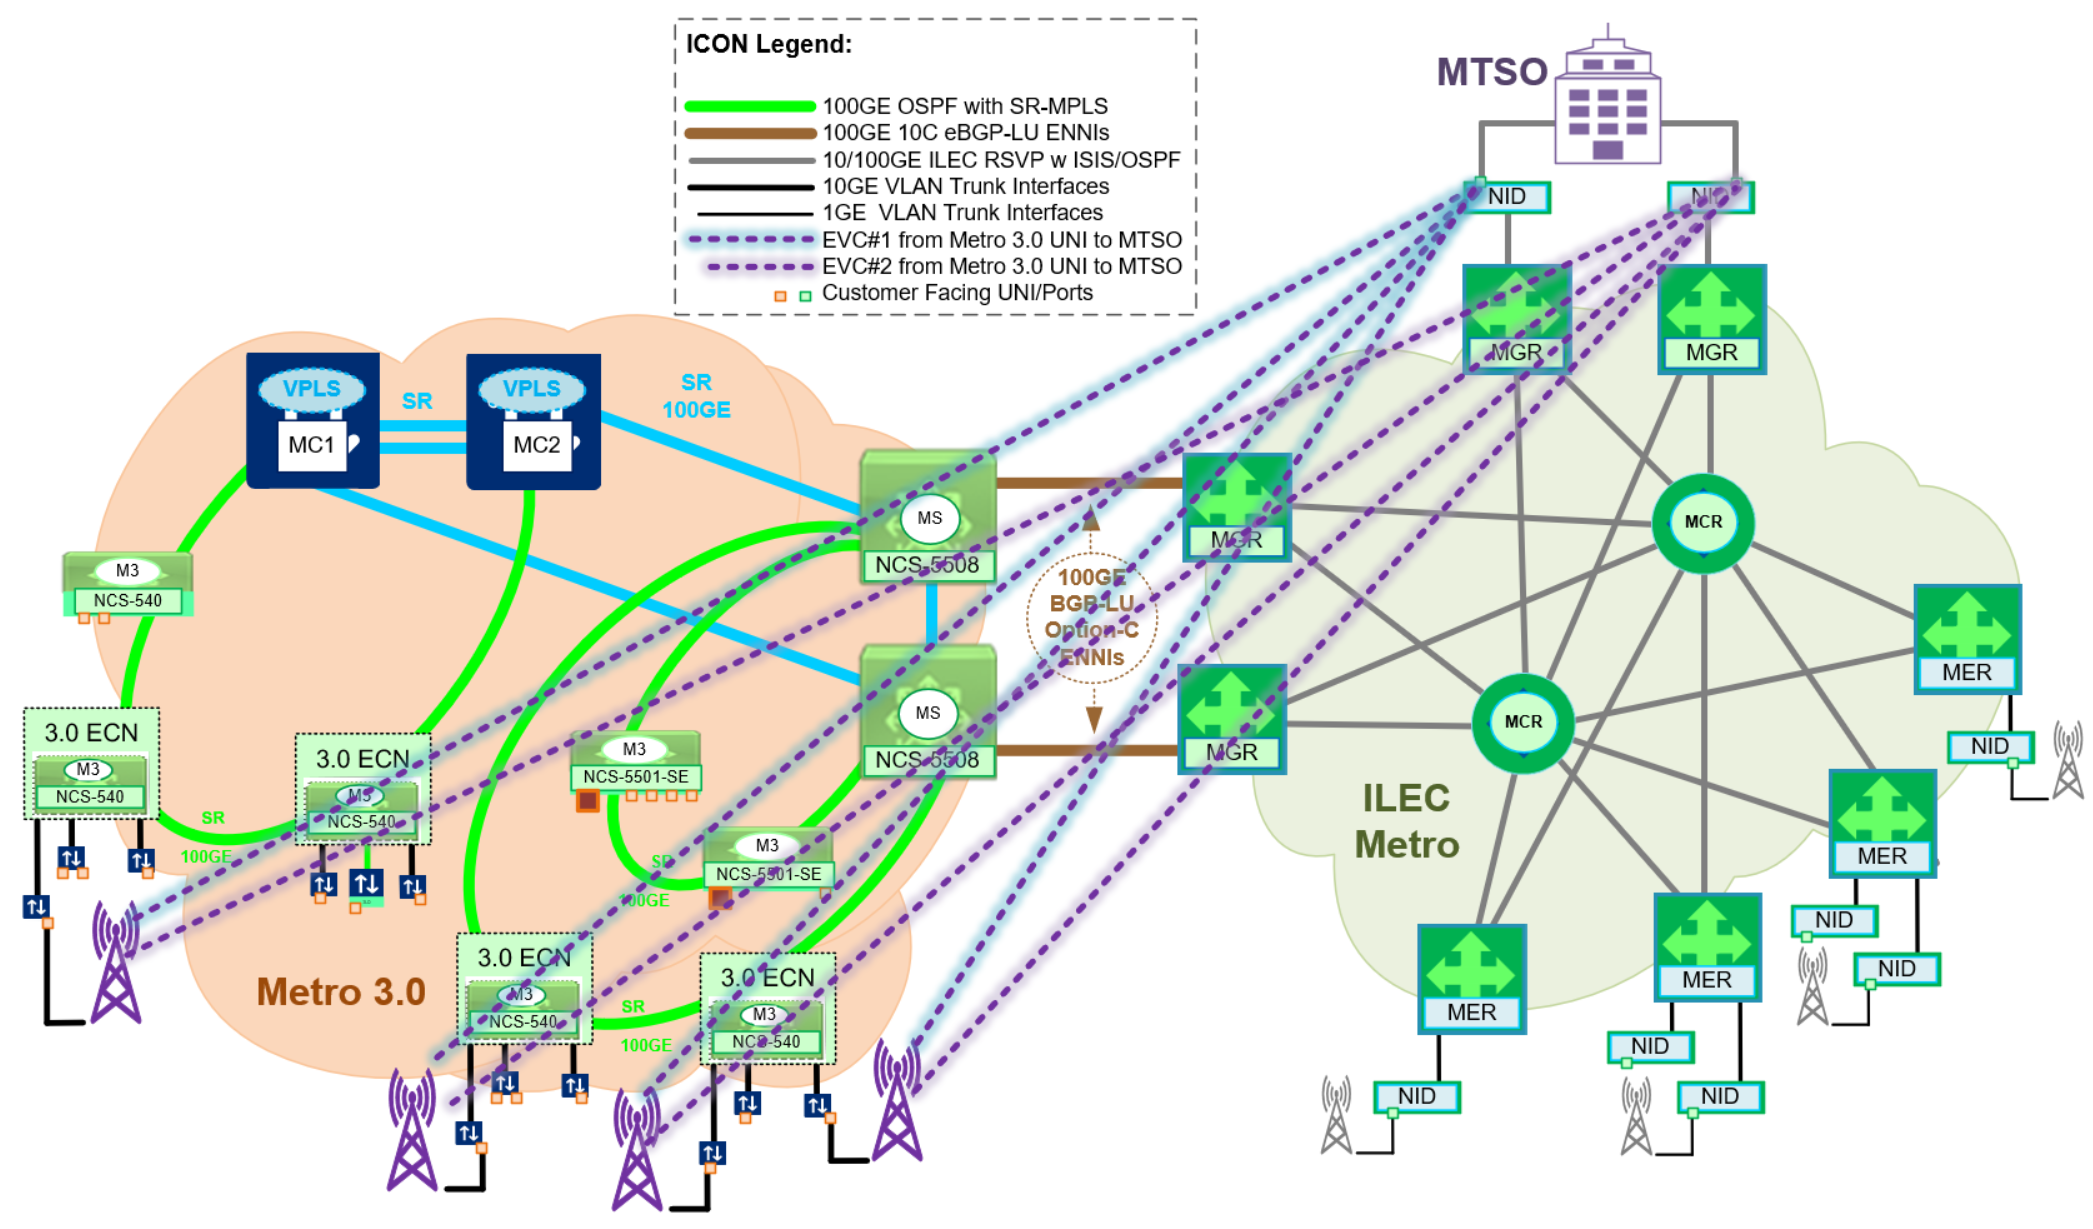 ICON Legend:
100GE OSPF with SR-MPLS
100GE 10C eBGP-LU ENNIs
10/100GE ILEC RSVP w ISIS/OSPF
10GE VLAN Trunk Interfaces
1GE  VLAN Trunk Interfaces
EVC#1 from Metro 3.0 UNI to MTSO
EVC#2 from Metro 3.0 UNI to MTSO
Customer Facing UNI/Ports
MTSO
NID
NID
MGR
MGR
VPLS
MC1
SR
VPLS
MC2
SR
100GE
MS
NCS-5508
MGR
MCR
M3
NCS-540
100GE
BGP-LU
Option-C
ENNIs
MS
NCS-5508
MGR
MCR
MER
NID
3.0 ECN
M3
NCS-540
SR
100GE
3.0 ECN
M3
NCS-540
M3
NCS-5501-SE
M3
NCS-5501-SE
SR
100GE
ILEC
Metro
MER
NID
NID
Metro 3.0
3.0 ECN
M3
NCS-540
SR
100GE
3.0 ECN
M3
NCS-540
MER
NID
MER
NID
NID